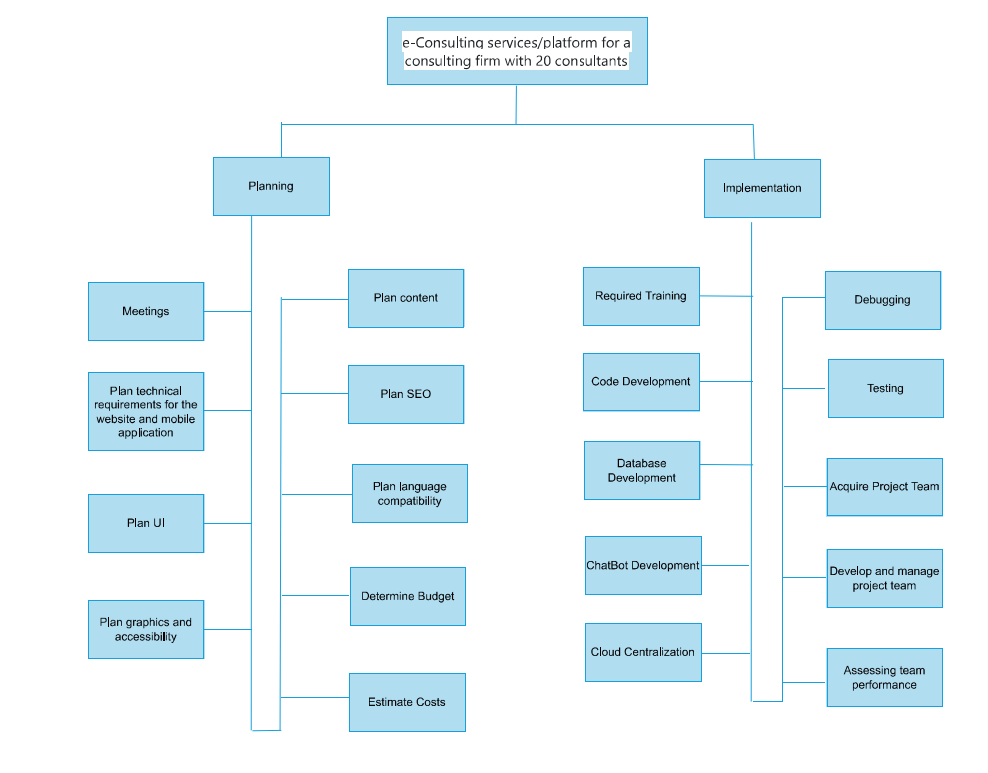 e-Consulting services/platform for a
consulting firm with 20 consultants
Planning
Implementation
Meetings
Plan technical
requirements for the
website and mobile
application
Plan UI
Plan graphics and
accessibility
Plan content
Plan SEO
Plan language
compatibility
Determine Budget
Estimate Costs
Required Training
Code Development
Database
Development
ChatBot Development
Cloud Centralization
Debugging
Testing
Acquire Project Team
Develop and manage
project team
Assessing team
performance